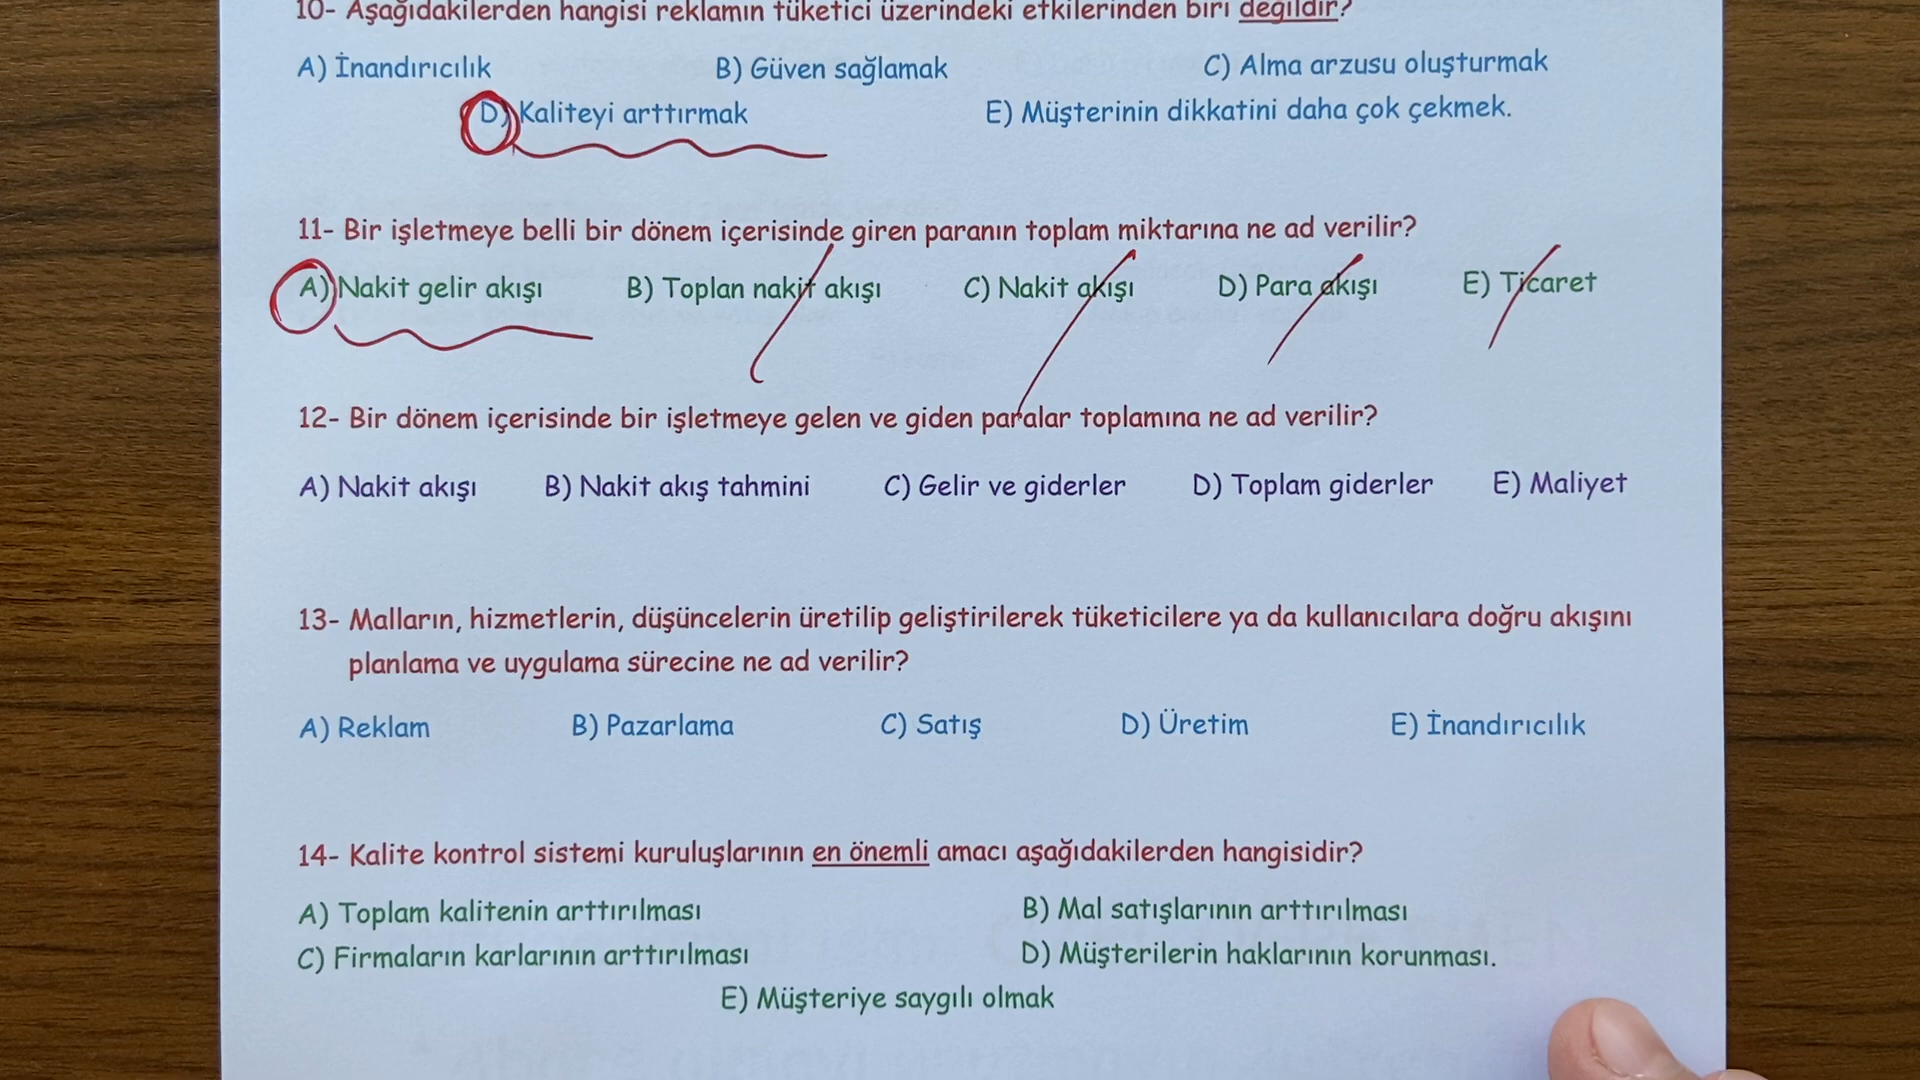 10- Aşağıdakilerden hangisi reklamın tüketici üzerindeki etkilerinden biri değildir?
A) İnandırıcılık B) Güven sağlamak C) Alma arzusu oluşturmak
D) Kaliteyi arttırmak E) Müşterinin dikkatini daha çok çekmek.
11- Bir işletmeye belli bir dönem içerisinde giren paranın toplam miktarına ne ad verilir?
A) Nakit gelir akışı B) Toplan nakit akışı C) Nakit akışı D) Para akışı E) Ticaret
12- Bir dönem içerisinde bir işletmeye gelen ve giden paralar toplamına ne ad verilir?
A) Nakit akışı B) Nakit akış tahmini C) Gelir ve giderler D) Toplam giderler E) Maliyet
13- Malların, hizmetlerin, düşüncelerin üretilip geliştirilerek tüketicilere ya da kullanıcılara doğru akışını
planlama ve uygulama sürecine ne ad verilir?
A) Reklam B) Pazarlama C) Satış D) Üretim E) İnandırıcılık
14- Kalite kontrol sistemi kuruluşlarının en önemli amacı aşağıdakilerden hangisidir?
A) Toplam kalitenin arttırılması B) Mal satışlarının arttırılması
C) Firmaların karlarının arttırılması D) Müşterilerin haklarının korunması.
E) Müşteriye saygılı olmak